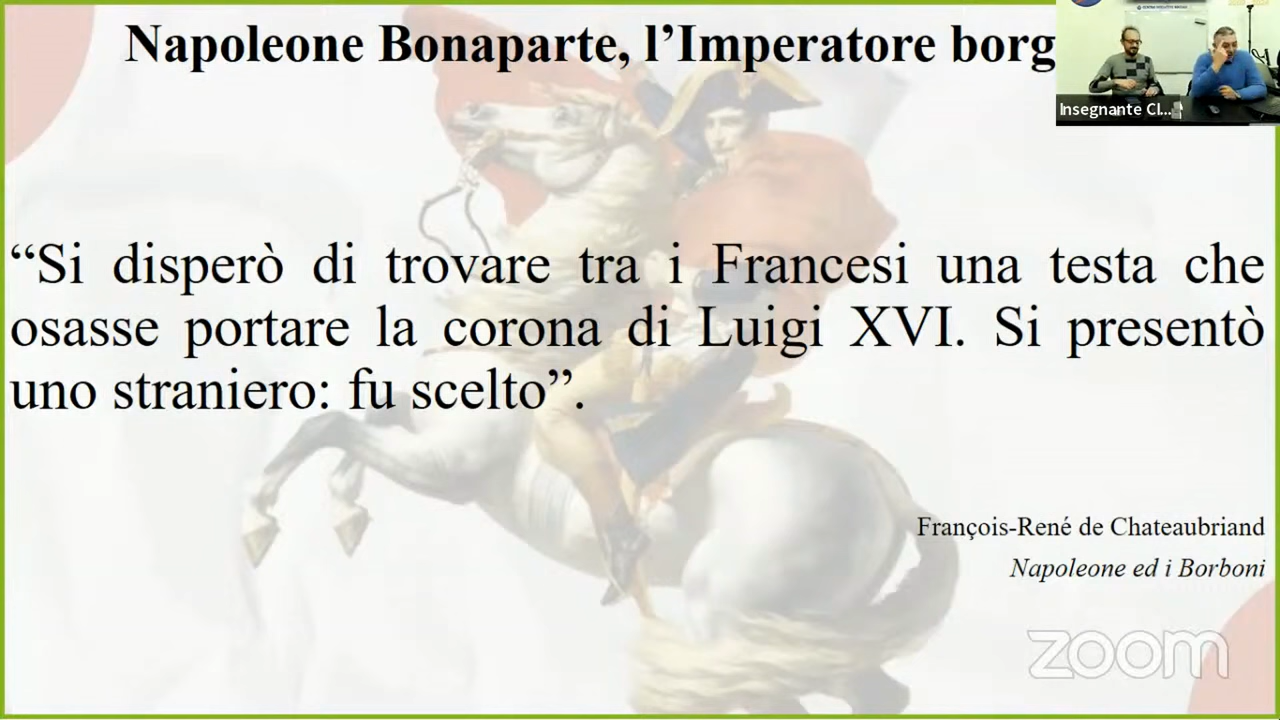 Napoleone Bonaparte, l’Imperatore borg
Insegnante Cl...
“Si disperò di trovare tra i Francesi una testa che
osasse portare la corona di Luigi XVI. Si presentò
uno straniero: fu scelto”.
François-René de Chateaubriand
Napoleone ed i Borboni
zoom